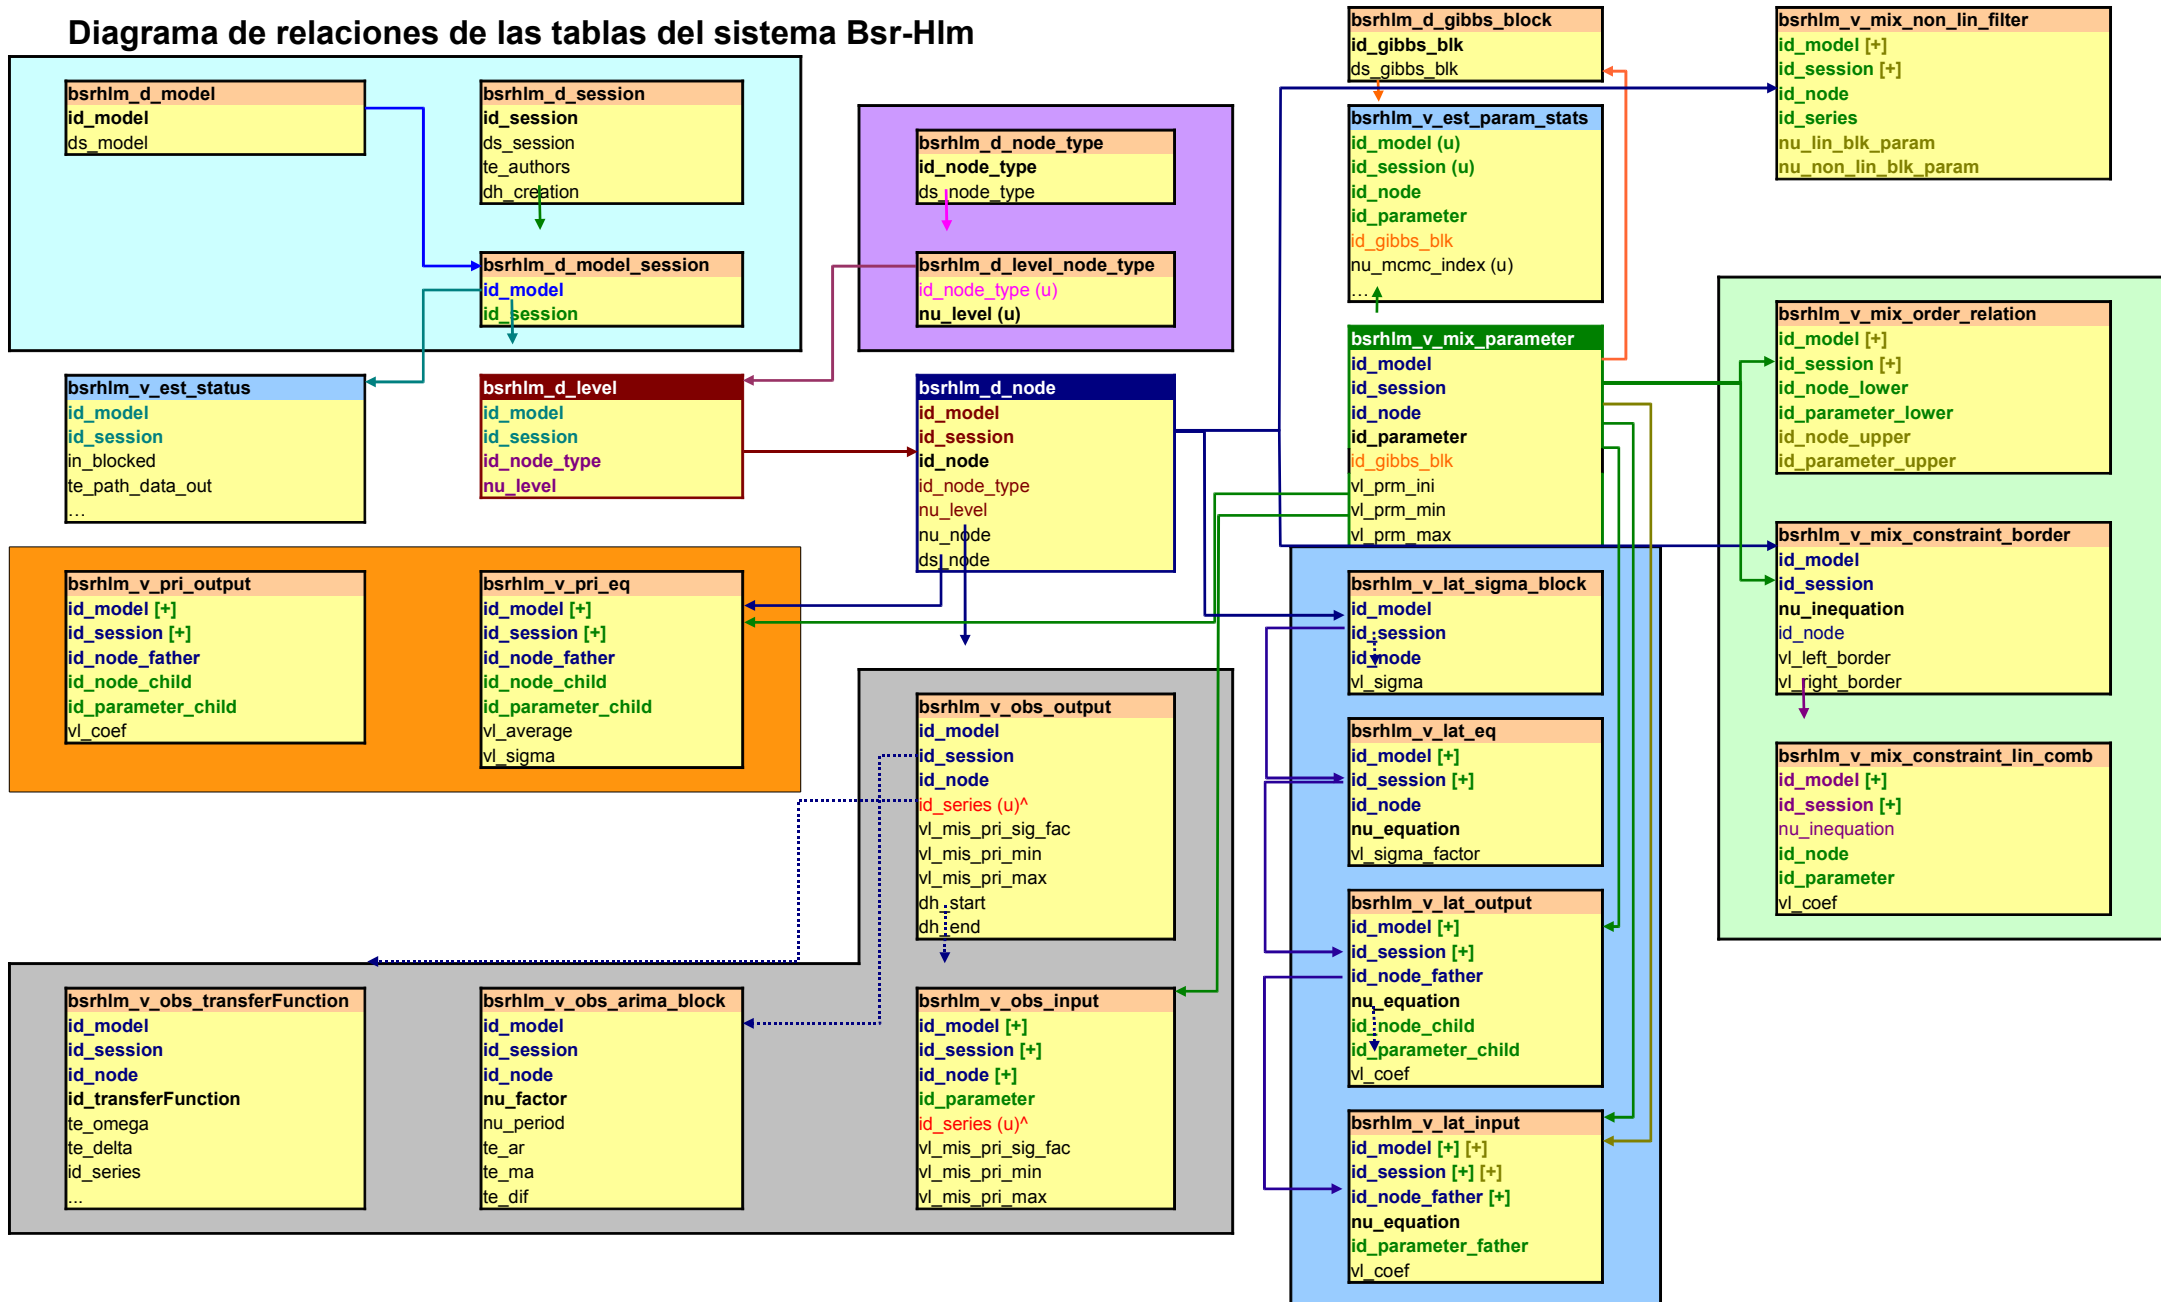 Diagrama de relaciones de las tablas del sistema Bsr-Hlm
bsrhlm_d_model
id_model
ds_model
bsrhlm_d_session
id_session
ds_session
te_authors
dh_creation
bsrhlm_d_model_session
id_model
id_session
bsrhlm_d_node_type
id_node_type
ds_node_type
bsrhlm_d_level_node_type
id_node_type (u)
nu_level (u)
bsrhlm_d_gibbs_block
id_gibbs_blk
ds_gibbs_blk
bsrhlm_v_est_param_stats
id_model (u)
id_session (u)
id_node
id_parameter
id_gibbs_blk
nu_mcmc_index (u)
...
bsrhlm_v_mix_non_lin_filter
id_model [+]
id_session [+]
id_node
id_series
nu_lin_blk_param
nu_non_lin_blk_param
bsrhlm_v_est_status
id_model
id_session
in_blocked
te_path_data_out
...
bsrhlm_d_level
id_model
id_session
id_node_type
nu_level
bsrhlm_d_node
id_model
id_session
id_node
id_node_type
nu_level
nu_node
ds_node
bsrhlm_v_mix_parameter
id_model
id_session
id_node
id_parameter
id_gibbs_blk
vl_prm_ini
vl_prm_min
vl_prm_max
bsrhlm_v_mix_order_relation
id_model [+]
id_session [+]
id_node_lower
id_parameter_lower
id_node_upper
id_parameter_upper
bsrhlm_v_mix_constraint_border
id_model
id_session
nu_inequation
id_node
vl_left_border
vl_right_border
bsrhlm_v_mix_constraint_lin_comb
id_model [+]
id_session [+]
nu_inequation
id_node
id_parameter
vl_coef
bsrhlm_v_pri_output
id_model [+]
id_session [+]
id_node_father
id_node_child
id_parameter_child
vl_coef
bsrhlm_v_pri_eq
id_model [+]
id_session [+]
id_node_father
id_node_child
id_parameter_child
vl_average
vl_sigma
bsrhlm_v_obs_output
id_model
id_session
id_node
id_series (u)^
vl_mis_pri_sig_fac
vl_mis_pri_min
vl_mis_pri_max
dh_start
dh_end
bsrhlm_v_obs_transferFunction
id_model
id_session
id_node
id_transferFunction
te_omega
te_delta
id_series
...
bsrhlm_v_obs_arima_block
id_model
id_session
id_node
nu_factor
nu_period
te_ar
te_ma
te_dif
bsrhlm_v_obs_input
id_model [+]
id_session [+]
id_node [+]
id_parameter
id_series (u)^
vl_mis_pri_sig_fac
vl_mis_pri_min
vl_mis_pri_max
bsrhlm_v_lat_sigma_block
id_model
id_session
id_node
vl_sigma
bsrhlm_v_lat_eq
id_model [+]
id_session [+]
id_node
nu_equation
vl_sigma_factor
bsrhlm_v_lat_output
id_model [+]
id_session [+]
id_node_father
nu_equation
id_node_child
id_parameter_child
vl_coef
bsrhlm_v_lat_input
id_model [+] [+]
id_session [+] [+]
id_node_father [+]
nu_equation
id_parameter_father
vl_coef